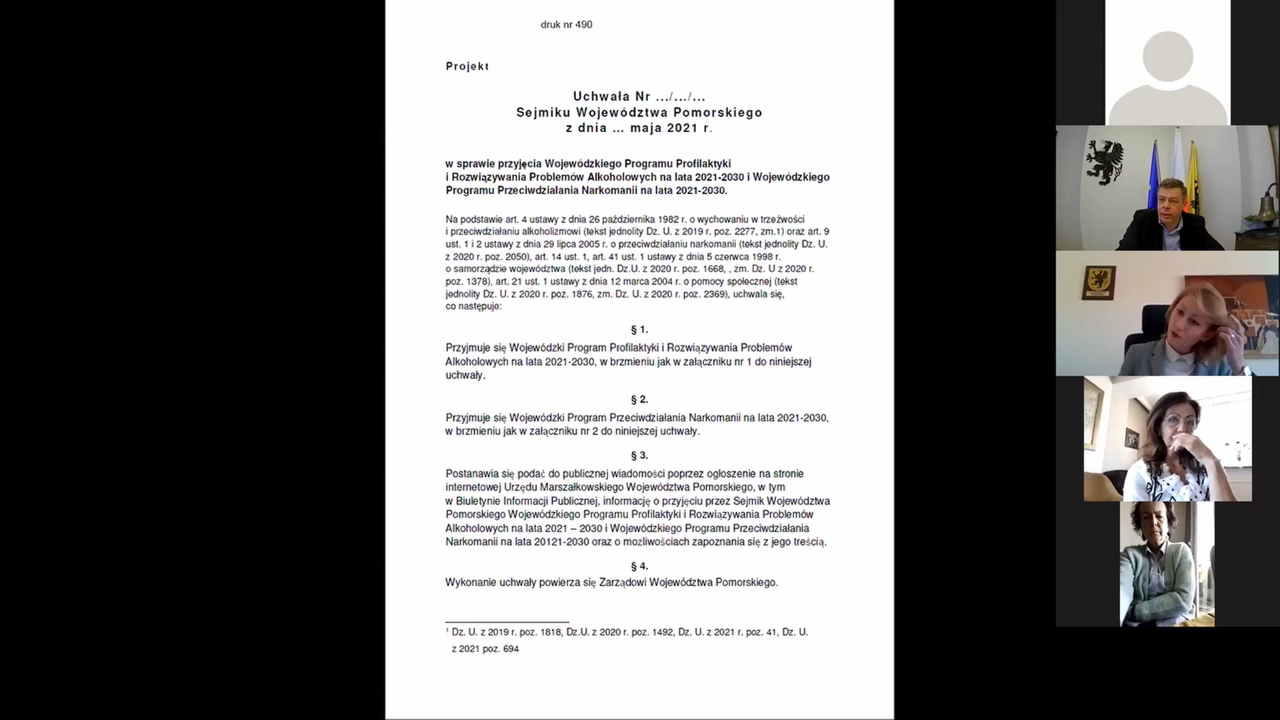 druk nr 490
Projekt
Uchwała Nr .../.../...
Sejmiku Województwa Pomorskiego
z dnia ... maja 2021 r.
w sprawie przyjęcia Wojewódzkiego Programu Profilaktyki
i Rozwiązywania Problemów Alkoholowych na lata 2021-2030 i Wojewódzkiego
Programu Przeciwdziałania Narkomanii na lata 2021-2030.
Na podstawie art. 4 ustawy z dnia 26 października 1982 r. o wychowaniu w trzeźwości
i przeciwdziałaniu alkoholizmowi (tekst jednolity Dz. U. z 2019 r. poz. 2277, zm.1) oraz art. 9
ust. 1 i 2 ustawy z dnia 29 lipca 2005 r. o przeciwdziałaniu narkomanii (tekst jednolity Dz. U.
z 2020 r. poz. 2050), art. 14 ust. 1, art. 41 ust. 1 ustawy z dnia 5 czerwca 1998 r.
o samorządzie województwa (tekst jedn. Dz.U. z 2020 r. poz. 1668, , zm. Dz. U z 2020 r.
poz. 1378), art. 21 ust. 1 ustawy z dnia 12 marca 2004 r. o pomocy społecznej (tekst
jednolity Dz. U. z 2020 r. poz. 1876, zm. Dz. U. z 2020 r. poz. 2369), uchwala się,
co następuje:
§ 1.
Przyjmuje się Wojewódzki Program Profilaktyki i Rozwiązywania Problemów
Alkoholowych na lata 2021-2030, w brzmieniu jak w załączniku nr 1 do niniejszej
uchwały.
§ 2.
Przyjmuje się Wojewódzki Program Przeciwdziałania Narkomanii na lata 2021-2030,
w brzmieniu jak w załączniku nr 2 do niniejszej uchwały.
§ 3.
Postanawia się podać do publicznej wiadomości poprzez ogłoszenie na stronie
internetowej Urzędu Marszałkowskiego Województwa Pomorskiego, w tym
w Biuletynie Informacji Publicznej, informację o przyjęciu przez Sejmik Województwa
Pomorskiego Wojewódzkiego Programu Profilaktyki i Rozwiązywania Problemów
Alkoholowych na lata 2021 – 2030 i Wojewódzkiego Programu Przeciwdziałania
Narkomanii na lata 20121-2030 oraz o możliwościach zapoznania się z jego treścią.
§ 4.
Wykonanie uchwały powierza się Zarządowi Województwa Pomorskiego.
¹ Dz. U. z 2019 r. poz. 1818, Dz.U. z 2020 r. poz. 1492, Dz. U. z 2021 r. poz. 41, Dz. U.
z 2021 poz. 694